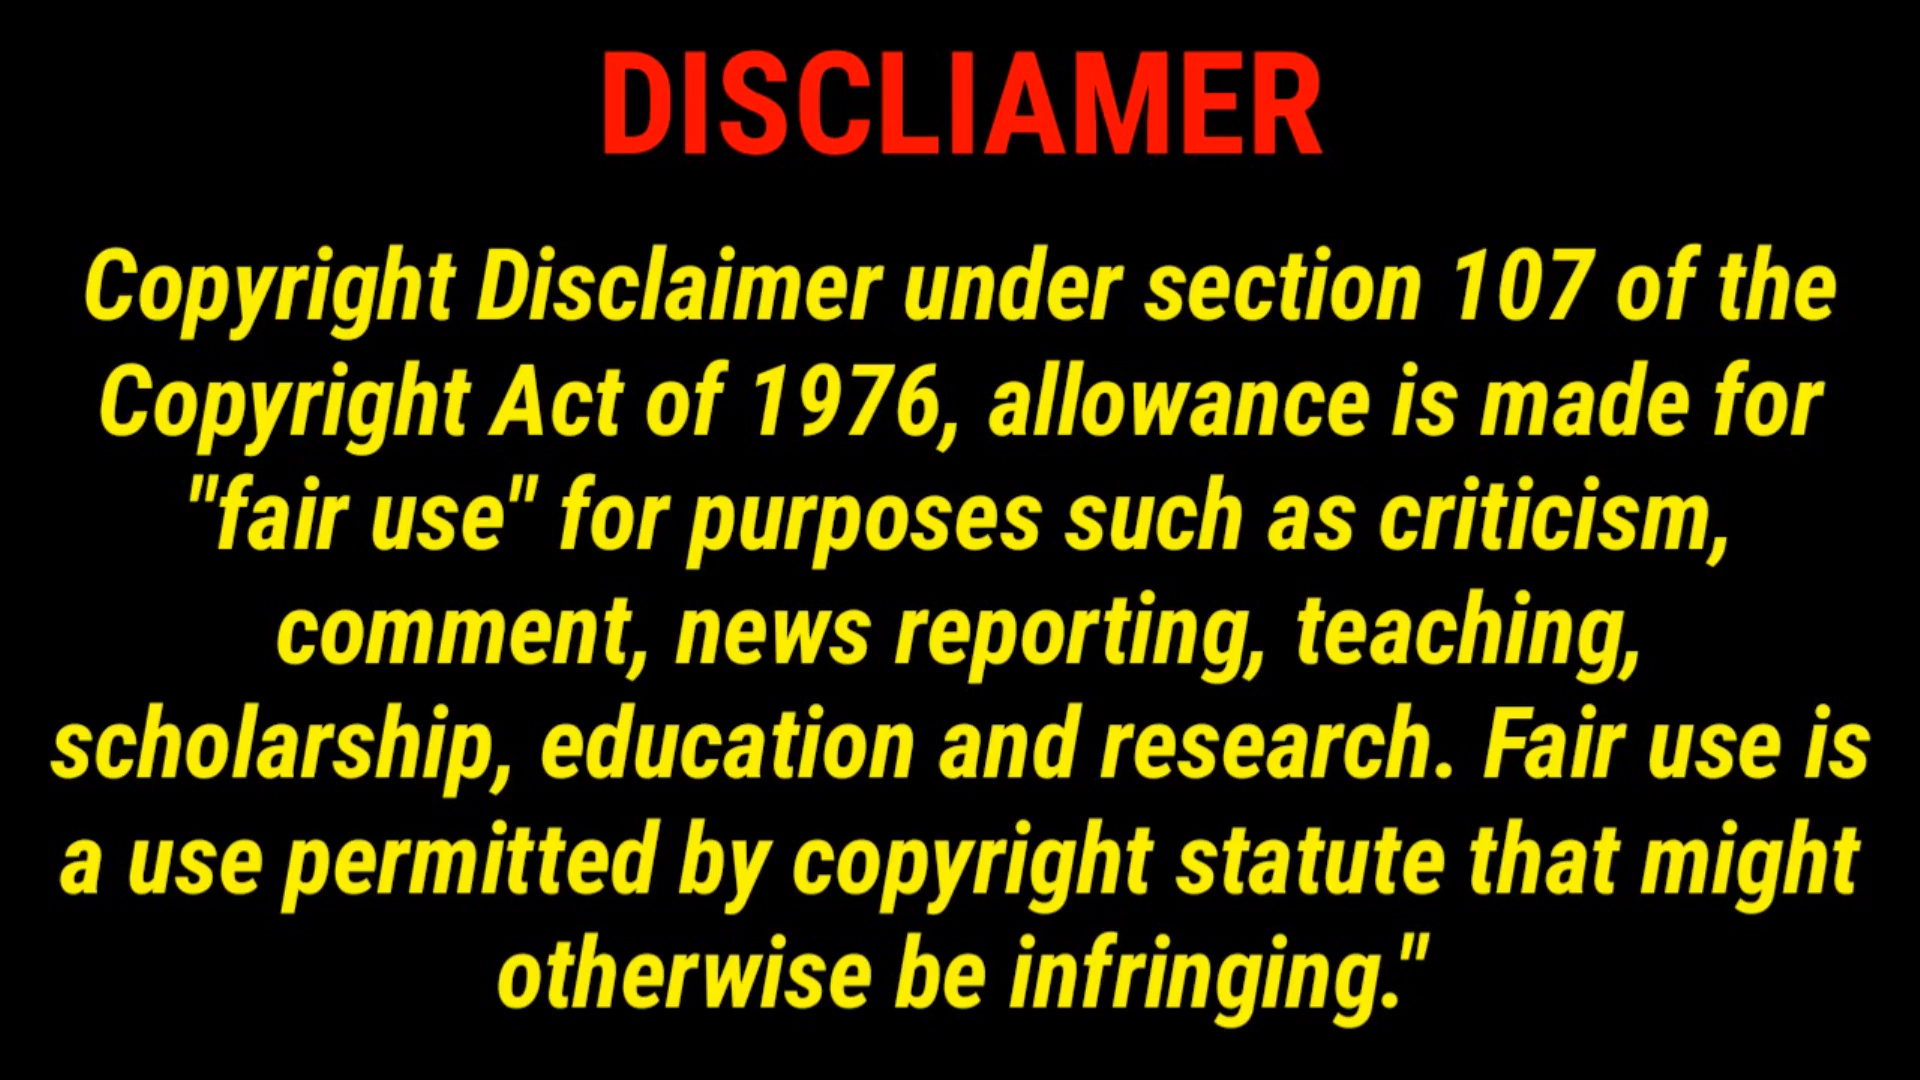 DISCLIAMER
Copyright Disclaimer under section 107 of the
Copyright Act of 1976, allowance is made for
"fair use" for purposes such as criticism,
comment, news reporting, teaching,
scholarship, education and research. Fair use is
a use permitted by copyright statute that might
otherwise be infringing."